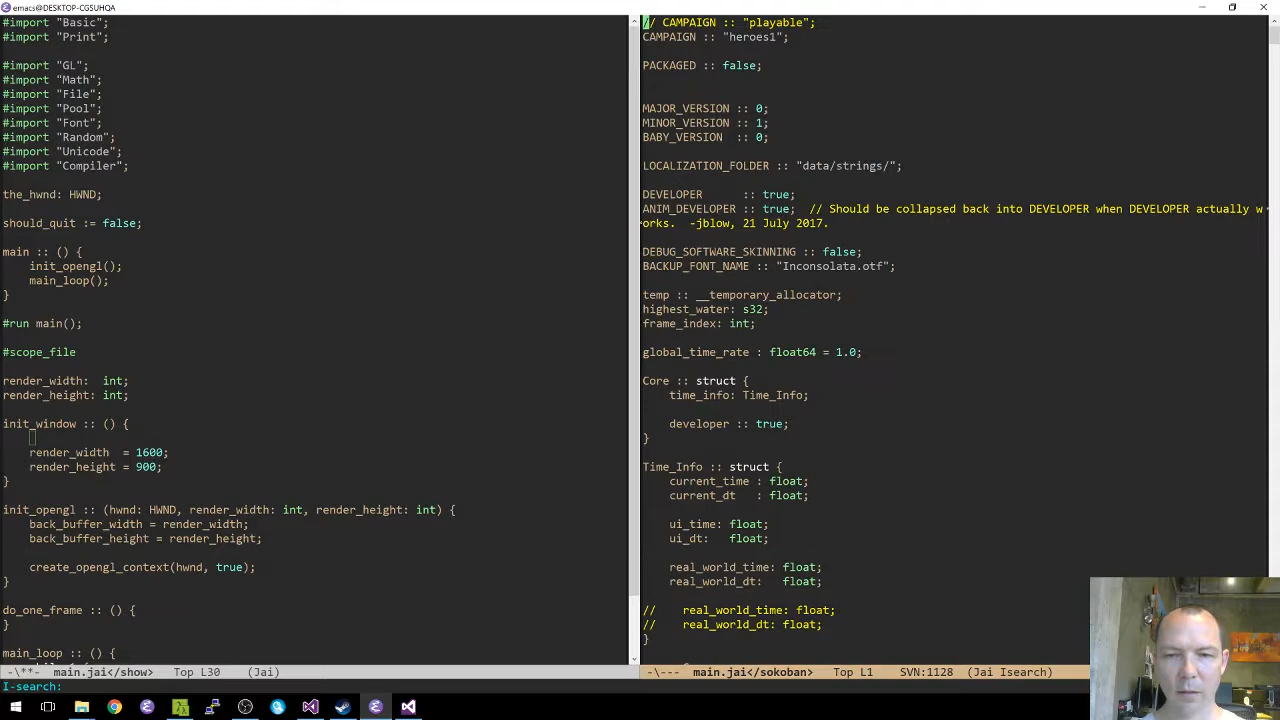 emacs@DESKTOP-CGSUHQA
#import "Basic";
#import "Print";
#import "GL";
#import "Math";
#import "File";
#import "Pool";
#import "Font";
#import "Random";
#import "Unicode";
#import "Compiler";
the_hwnd: HWND;
should_quit := false;
main :: () {
init_opengl();
main_loop();
}
#run main();
#scope_file
render_width:  int;
render_height: int;
init_window :: () {
render_width  = 1600;
render_height = 900;
}
init_opengl :: (hwnd: HWND, render_width: int, render_height: int) {
back_buffer_width = render_width;
back_buffer_height = render_height;
create_opengl_context(hwnd, true);
}
do_one_frame :: () {
}
main_loop :: () {
-\**-  main.jai</show>   Top L30    (Jai)
// CAMPAIGN :: "playable";
CAMPAIGN :: "heroes1";
PACKAGED :: false;
MAJOR_VERSION :: 0;
MINOR_VERSION :: 1;
BABY_VERSION  :: 0;
LOCALIZATION_FOLDER :: "data/strings/";
DEVELOPER      :: true;
ANIM_DEVELOPER :: true;  // Should be collapsed back into DEVELOPER when DEVELOPER actually w
orks.  -jblow, 21 July 2017.
DEBUG_SOFTWARE_SKINNING :: false;
BACKUP_FONT_NAME :: "Inconsolata.otf";
temp :: __temporary_allocator;
highest_water: s32;
frame_index: int;
global_time_rate : float64 = 1.0;
Core :: struct {
time_info: Time_Info;
developer :: true;
}
Time_Info :: struct {
current_time : float;
current_dt   : float;
ui_time: float;
ui_dt:   float;
real_world_time: float;
real_world_dt:   float;
//    real_world_time: float;
//    real_world_dt: float;
}
-\---  main.jai</sokoban>   Top L1    SVN:1128   (Jai Isearch)
I-search: